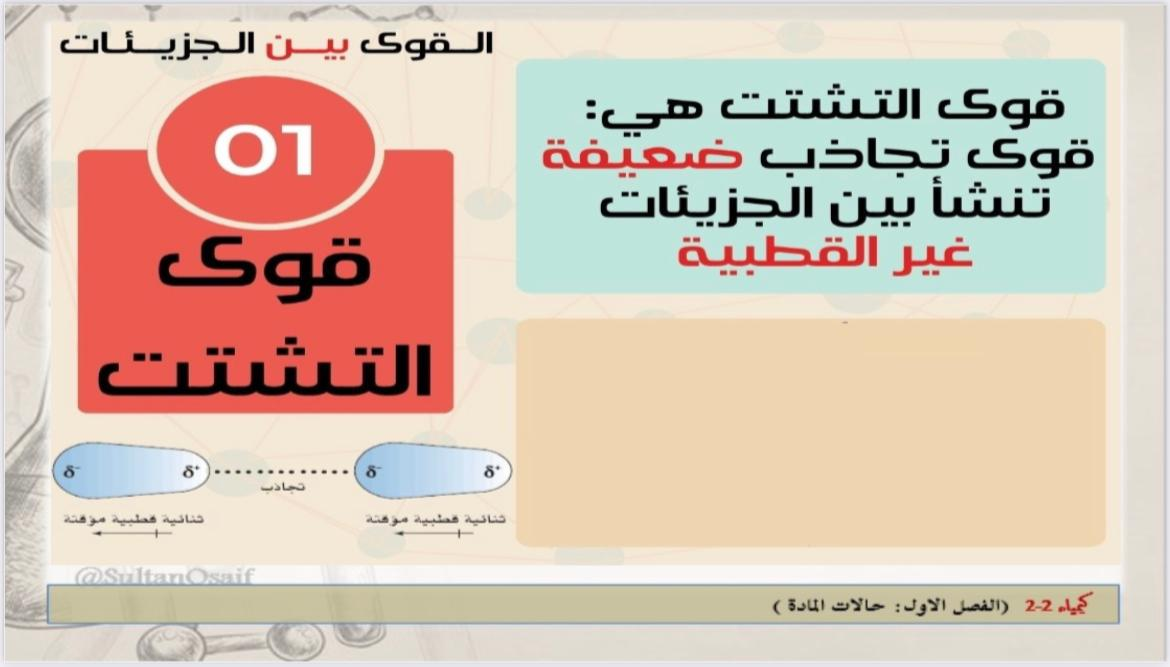 القوى بين الجزيئات
قوى التشتت هي:
قوى تجاذب ضعيفة
تنشأ بين الجزيئات
غير القطبية
01
قوى
التشتت
δ⁻ δ⁺ δ⁻ δ⁺
تجاذب
ثنائية قطبية مؤقتة
ثنائية قطبية مؤقتة
@SultanOsaif
كيمياء 2-2 (الفصل الاول: حالات المادة )